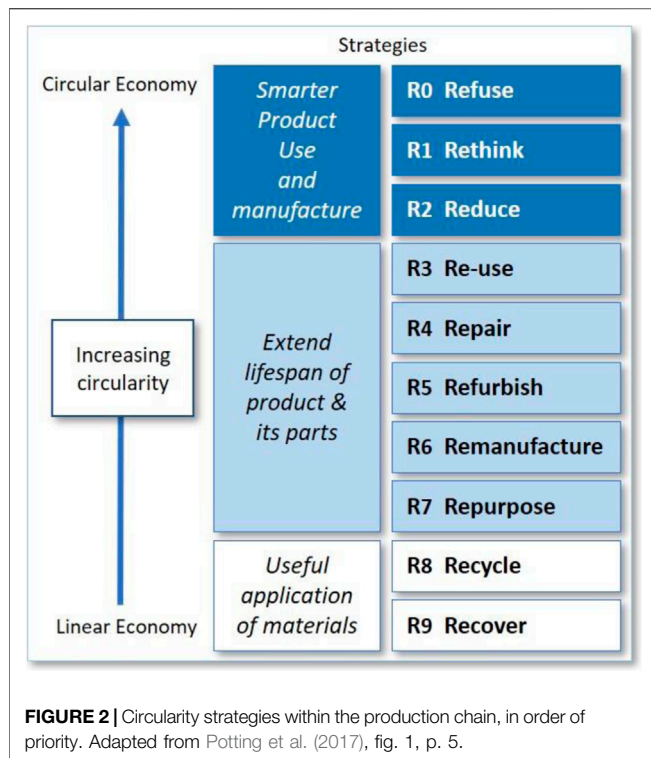 Strategies
Circular Economy
Increasing
circularity
Linear Economy
Smarter
Product
Use
and
manufacture
R0 Refuse
R1 Rethink
R2 Reduce
Extend
lifespan of
product &
its parts
R3 Re-use
R4 Repair
R5 Refurbish
R6 Remanufacture
R7 Repurpose
Useful
application
of materials
R8 Recycle
R9 Recover
FIGURE 2 | Circularity strategies within the production chain, in order of
priority. Adapted from Potting et al. (2017), fig. 1, p. 5.